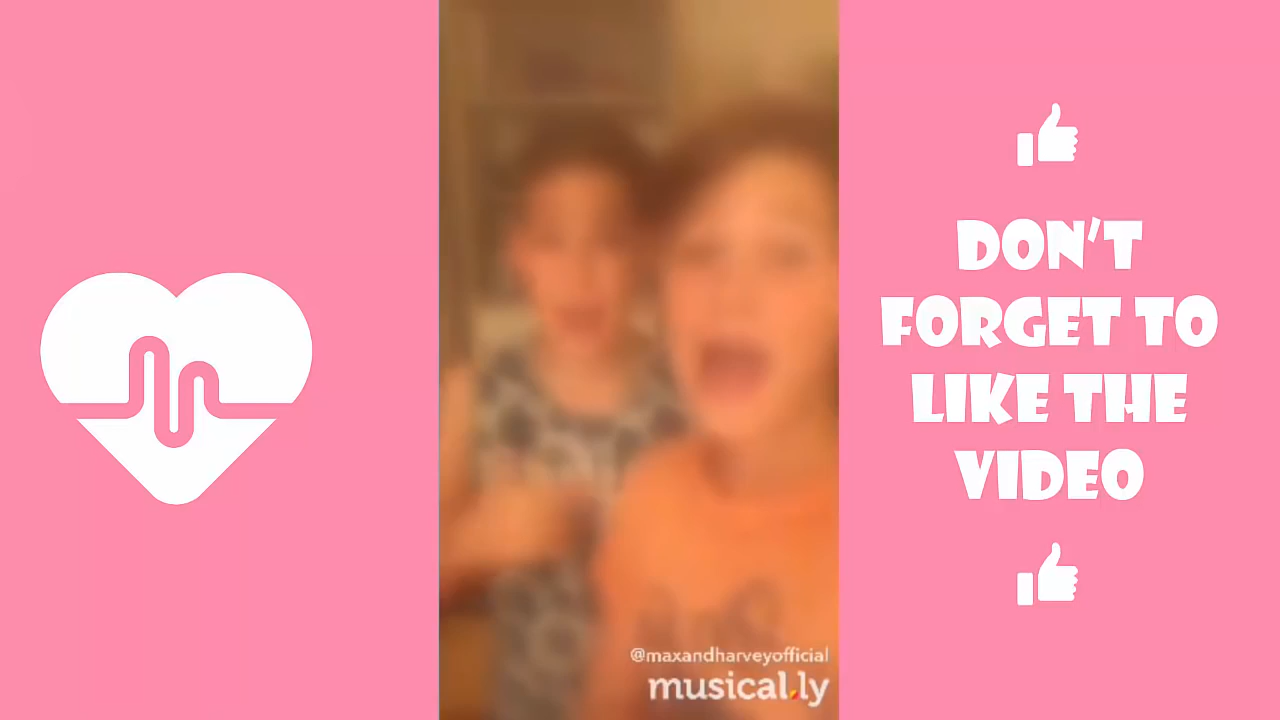 DON'T
FORGET TO
LIKE THE
VIDEO
@maxandharveyofficial
musical.ly